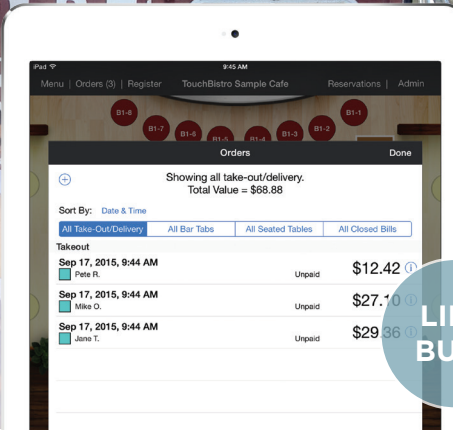 iPad 9:45 AM
Menu | Orders (3) | Register TouchBistro Sample Cafe Reservations | Admin
B1-8 B1-1
B1-7 B1-6 B1-5 B1-4 B1-3 B1-2
Orders Done
Showing all take-out/delivery.
Total Value = $68.88
Sort By: Date & Time
All Take-Out/Delivery All Bar Tabs All Seated Tables All Closed Bills
Takeout
Sep 17, 2015, 9:44 AM
Pete R. Unpaid $12.42
Sep 17, 2015, 9:44 AM
Mike O. Unpaid $27.10
Sep 17, 2015, 9:44 AM
Jane T. Unpaid $29.36